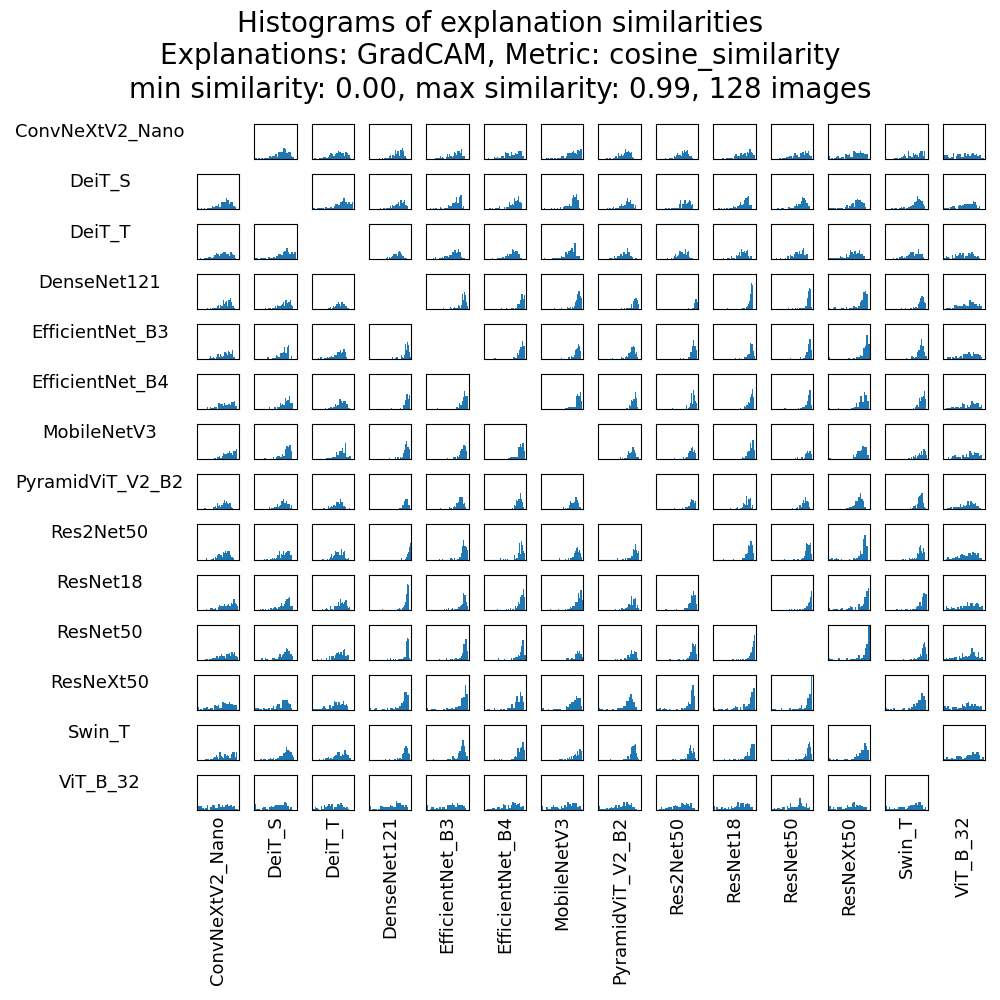 Histograms of explanation similarities
Explanations: GradCAM, Metric: cosine_similarity
min similarity: 0.00, max similarity: 0.99, 128 images
ConvNeXtV2_Nano
DeiT_S
DeiT_T
DenseNet121
EfficientNet_B3
EfficientNet_B4
MobileNetV3
PyramidViT_V2_B2
Res2Net50
ResNet18
ResNet50
ResNeXt50
Swin_T
ViT_B_32
ConvNeXtV2_Nano
DeiT_S
DeiT_T
DenseNet121
EfficientNet_B3
EfficientNet_B4
MobileNetV3
PyramidViT_V2_B2
Res2Net50
ResNet18
ResNet50
ResNeXt50
Swin_T
ViT_B_32